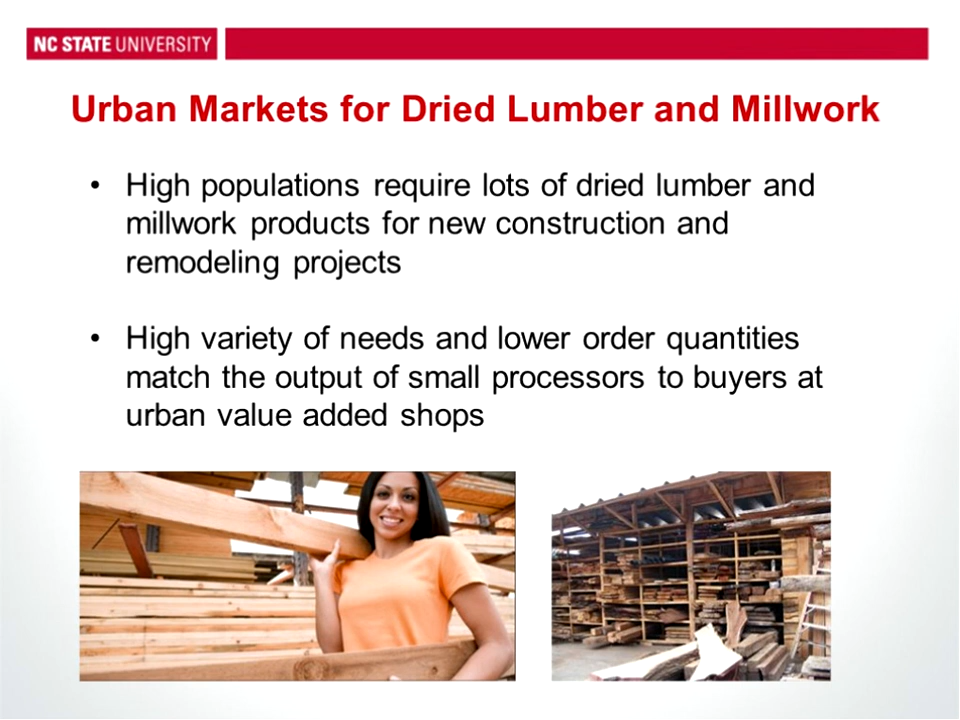 NC STATE UNIVERSITY
Urban Markets for Dried Lumber and Millwork
• High populations require lots of dried lumber and
millwork products for new construction and
remodeling projects
• High variety of needs and lower order quantities
match the output of small processors to buyers at
urban value added shops